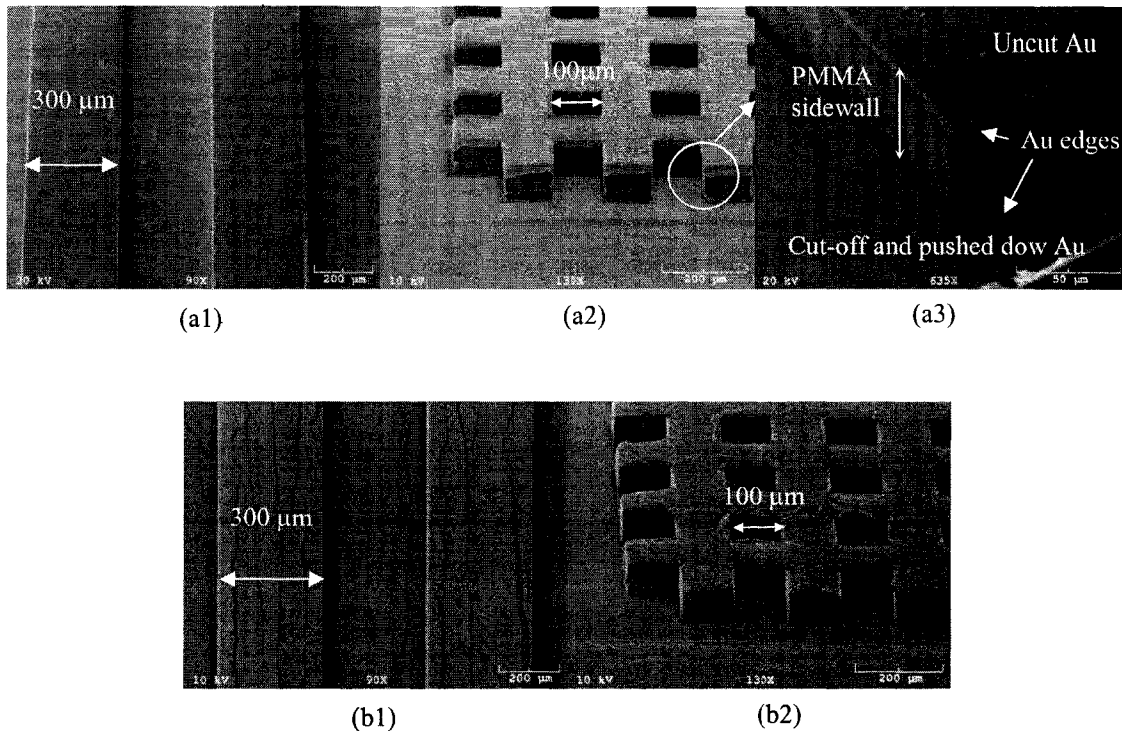 300 µm
20 kV
90X
200 µm
100µm
10 kV
130X
200 µm
Uncut Au
PMMA
sidewall
Au edges
Cut-off and pushed dow Au
20 kV
635X
50 µm
(a1)
(a2)
(a3)
300 µm
10 kV
90X
200 µm
100 µm
10 kV
130X
200 µm
(b1)
(b2)